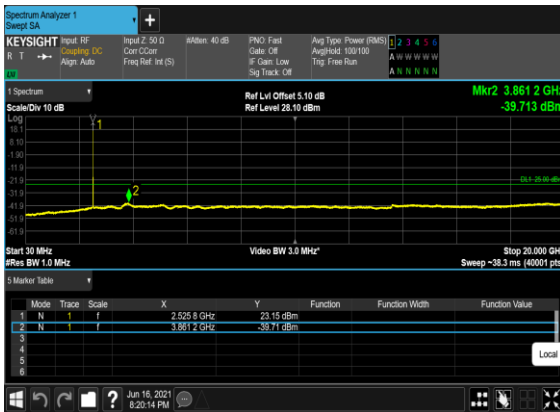 Spectrum Analyzer 1
Swept SA
KEYSIGHT
R T
Input: RF
Coupling: DC
Align: Auto
Input Z: 50 Ω
Corr CCorr
Freq Ref: Int (S)
#Atten: 40 dB
PNO: Fast
Gate: Off
IF Gain: Low
Sig Track: Off
Avg Type: Power (RMS)
Avg|Hold: 100/100
Trig: Free Run
1 2 3 4 5 6
A W W W W W
A N N N N N
1 Spectrum
Scale/Div 10 dB
Ref Lvl Offset 5.10 dB
Ref Level 28.10 dBm
Mkr2 3.861 2 GHz
-39.713 dBm
Log
18.1
8.10
-1.90
-11.9
-21.9
-31.9
-41.9
-51.9
-61.9
1
2
DL1 -25.00 dBm
Start 30 MHz
#Res BW 1.0 MHz
Video BW 3.0 MHz*
Stop 20.000 GH
Sweep ~38.3 ms (40001 pts
5 Marker Table
Mode Trace Scale X Y Function Function Width Function Value
1 N 1 f 2.525 8 GHz 23.15 dBm
2 N 1 f 3.861 2 GHz -39.71 dBm
3
4
5
6
Local
?
Jun 16, 2021
8:20:14 PM